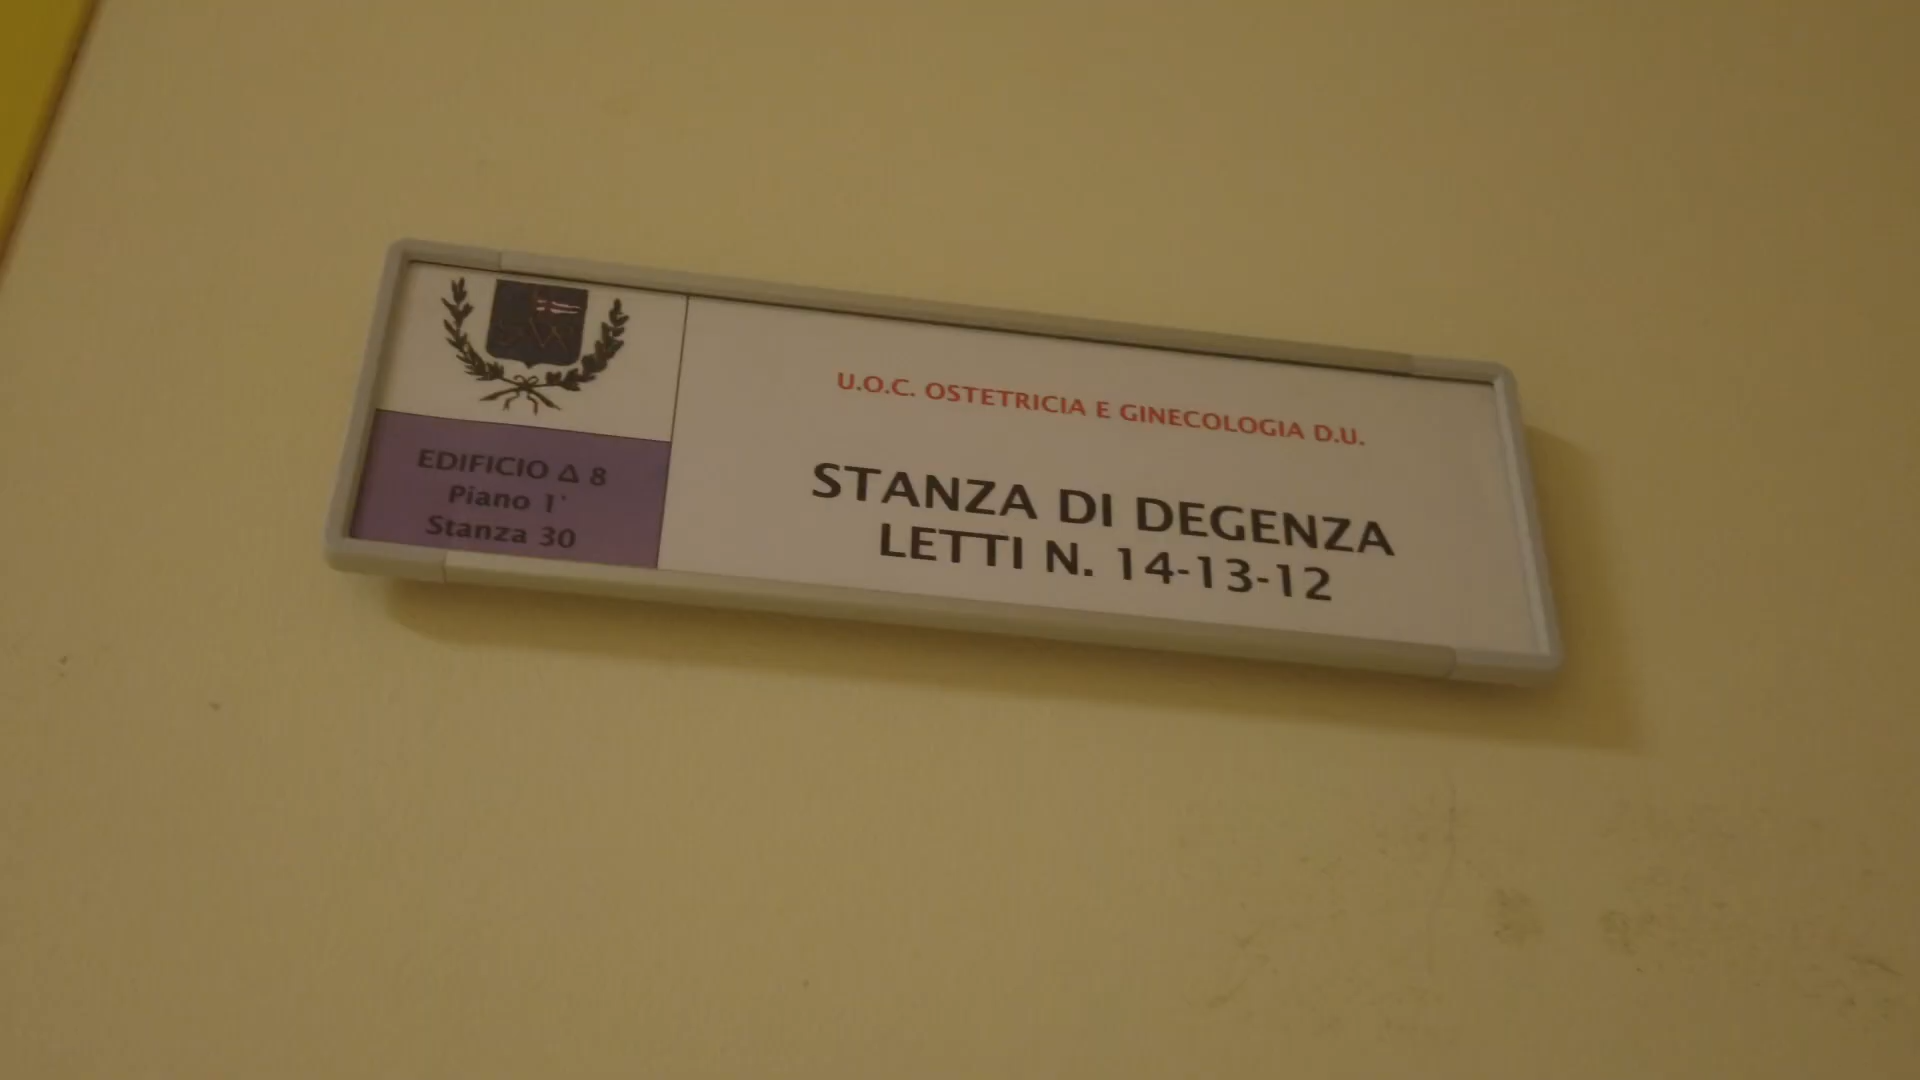 EDIFICIO Δ 8
Piano 1°
Stanza 30
U.O.C. OSTETRICIA E GINECOLOGIA D.U.
STANZA DI DEGENZA
LETTI N. 14-13-12